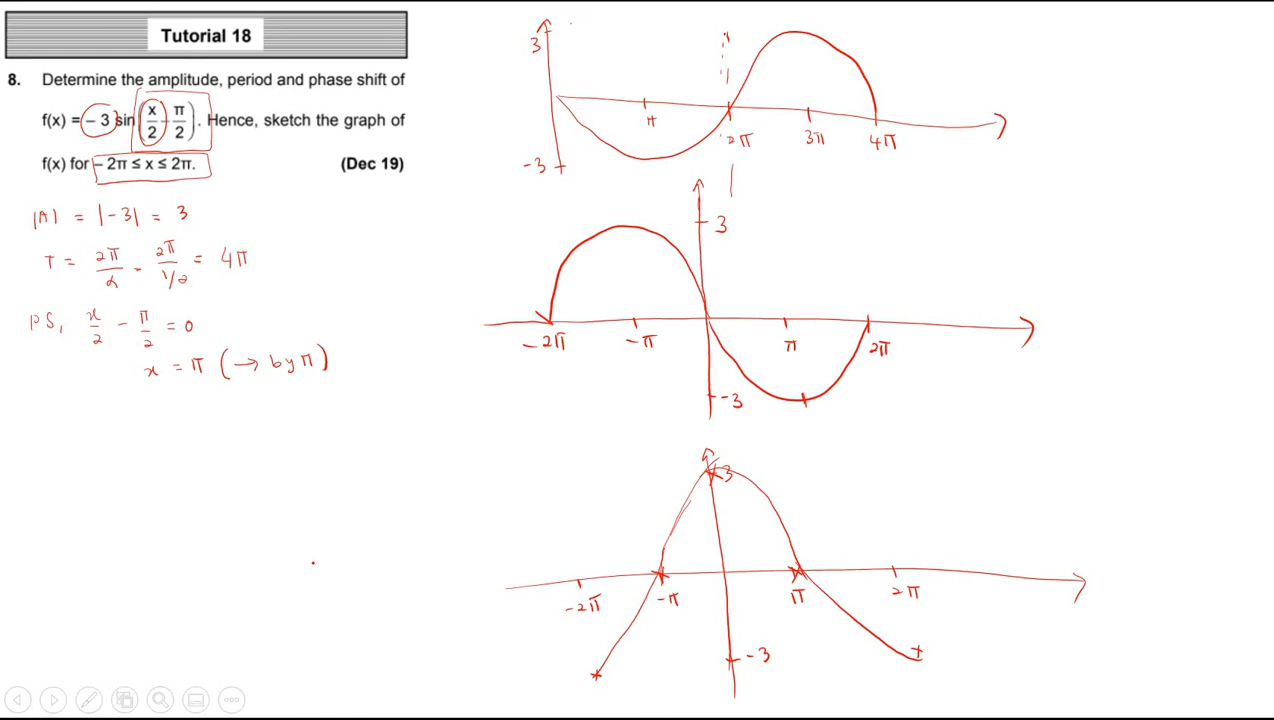 Tutorial 18
8. Determine the amplitude, period and phase shift of
f(x) = – 3 sin(x/2 – π/2). Hence, sketch the graph of
f(x) for – 2π ≤ x ≤ 2π. (Dec 19)
|A| = |-3| = 3
T = 2π/α = 2π/1/2 = 4π
PS, x/2 - π/2 = 0
x = π (→ by π)
3
π 2π 3π 4π
-3
3
-2π -π π 2π
-3
3
-2π -π π 2π
-3